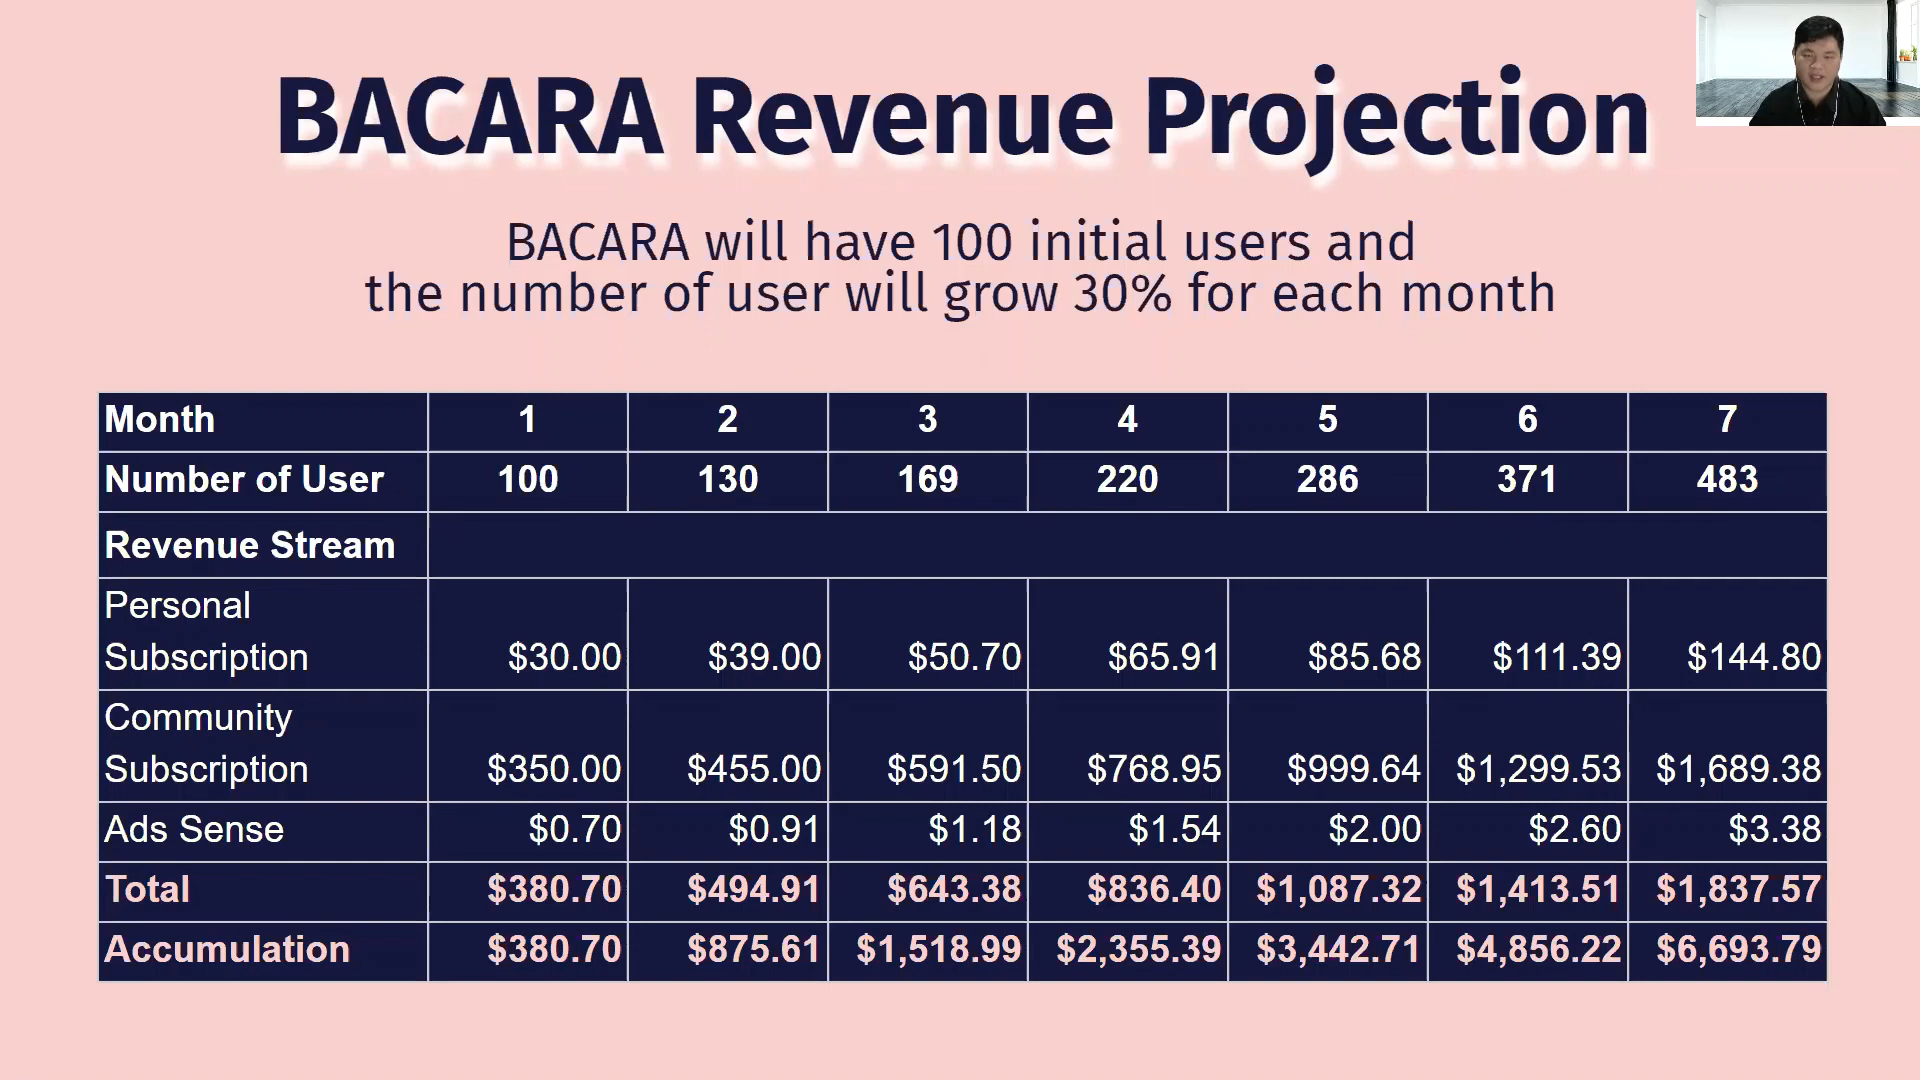 BACARA Revenue Projection
BACARA will have 100 initial users and
the number of user will grow 30% for each month
Month 1 2 3 4 5 6 7
Number of User 100 130 169 220 286 371 483
Revenue Stream
Personal
Subscription $30.00 $39.00 $50.70 $65.91 $85.68 $111.39 $144.80
Community
Subscription $350.00 $455.00 $591.50 $768.95 $999.64 $1,299.53 $1,689.38
Ads Sense $0.70 $0.91 $1.18 $1.54 $2.00 $2.60 $3.38
Total $380.70 $494.91 $643.38 $836.40 $1,087.32 $1,413.51 $1,837.57
Accumulation $380.70 $875.61 $1,518.99 $2,355.39 $3,442.71 $4,856.22 $6,693.79